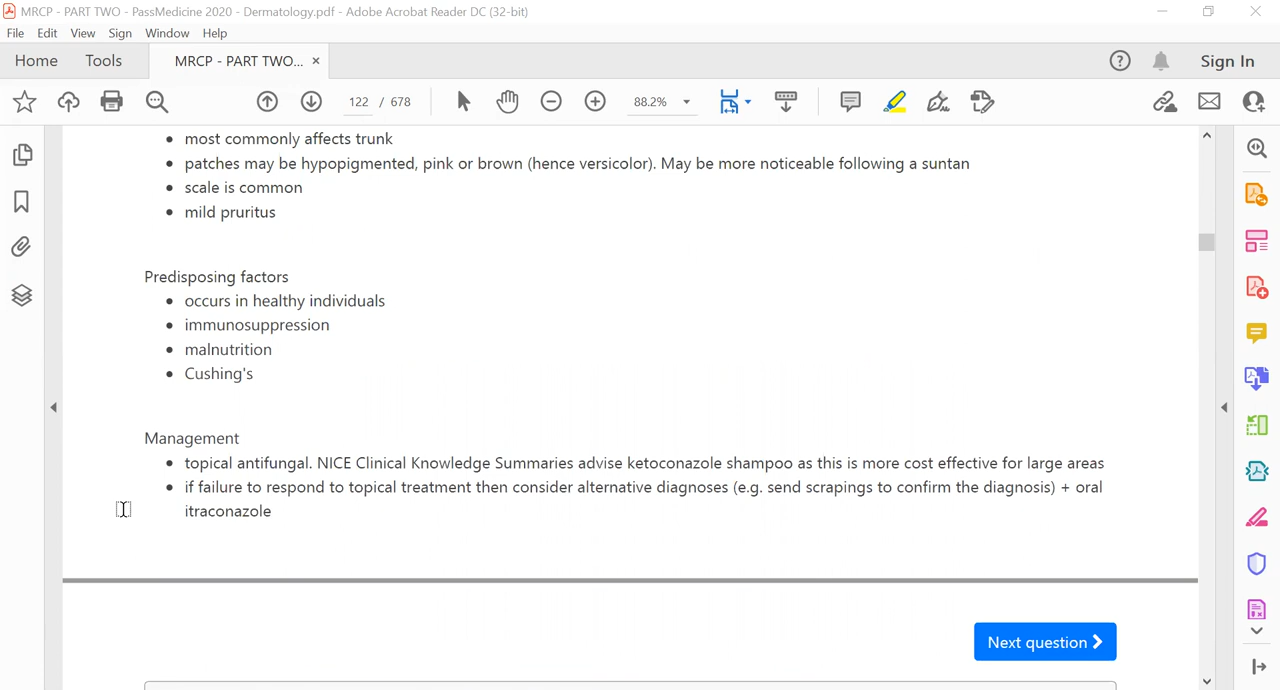 MRCP - PART TWO - PassMedicine 2020 - Dermatology.pdf - Adobe Acrobat Reader DC (32-bit)
File Edit View Sign Window Help
Home Tools MRCP - PART TWO... × ? Sign In
122 / 678 88.2%
• most commonly affects trunk
• patches may be hypopigmented, pink or brown (hence versicolor). May be more noticeable following a suntan
• scale is common
• mild pruritus
Predisposing factors
• occurs in healthy individuals
• immunosuppression
• malnutrition
• Cushing's
Management
• topical antifungal. NICE Clinical Knowledge Summaries advise ketoconazole shampoo as this is more cost effective for large areas
• if failure to respond to topical treatment then consider alternative diagnoses (e.g. send scrapings to confirm the diagnosis) + oral
itraconazole
Next question ❯